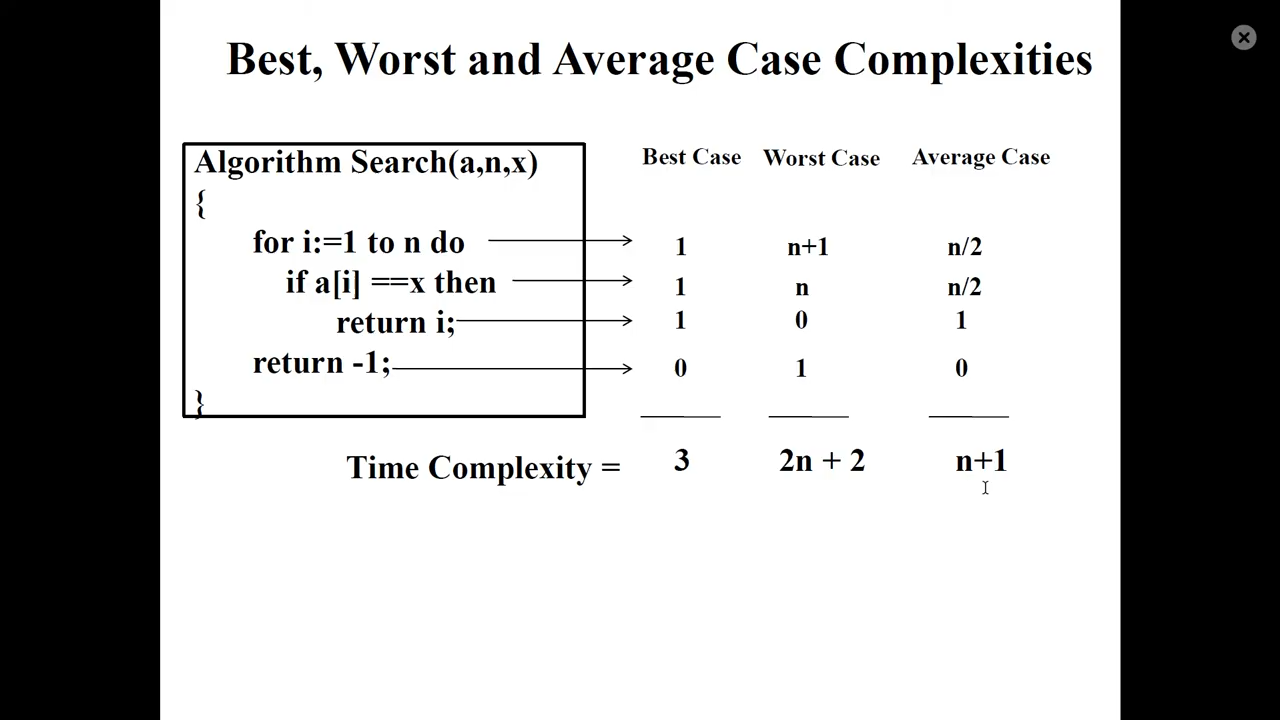 Best, Worst and Average Case Complexities
Best Case Worst Case Average Case
Algorithm Search(a,n,x)
{
for i:=1 to n do 1 n+1 n/2
if a[i] ==x then 1 n n/2
return i; 1 0 1
return -1; 0 1 0
}
Time Complexity = 3 2n + 2 n+1